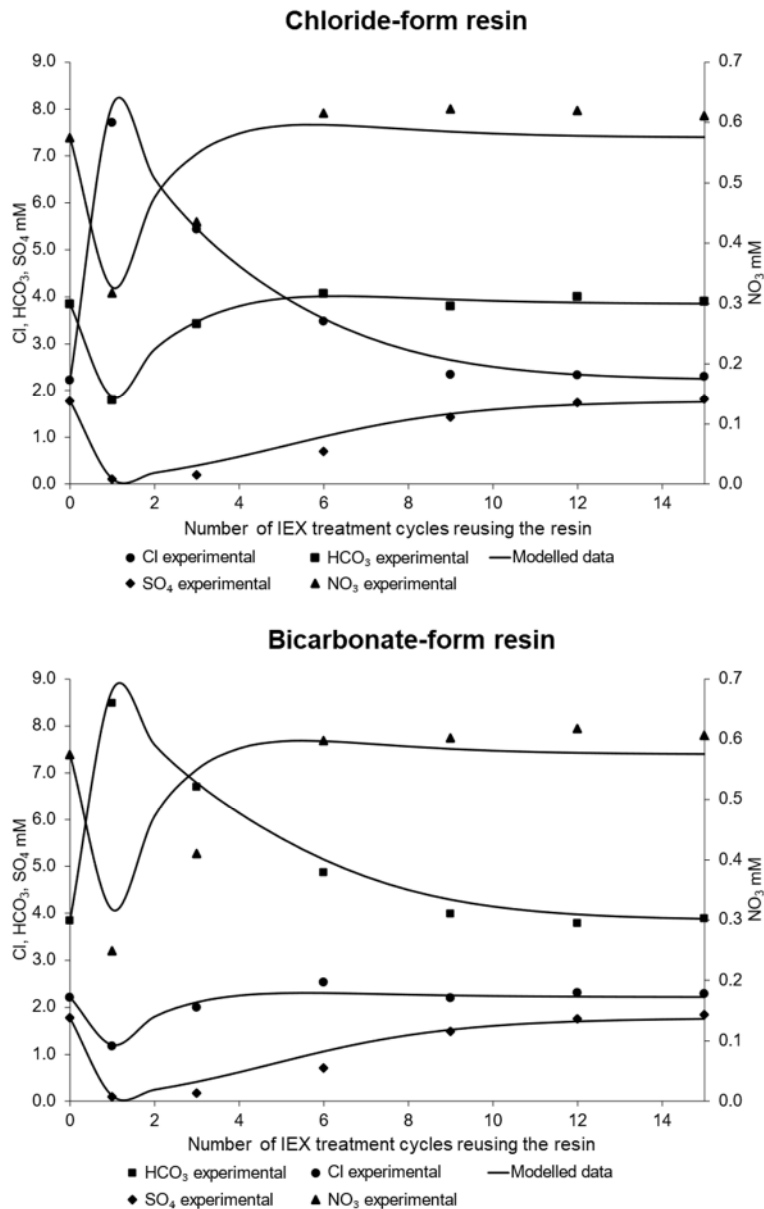 Chloride-form resin
9.0
8.0
7.0
6.0
5.0
4.0
3.0
2.0
1.0
0.0
Cl, HCO₃, SO₄ mM
0.7
0.6
0.5
0.4
0.3
0.2
0.1
0.0
NO₃ mM
0 2 4 6 8 10 12 14
Number of IEX treatment cycles reusing the resin
Cl experimental HCO₃ experimental Modelled data
SO₄ experimental NO₃ experimental
Bicarbonate-form resin
9.0
8.0
7.0
6.0
5.0
4.0
3.0
2.0
1.0
0.0
Cl, HCO₃, SO₄ mM
0.7
0.6
0.5
0.4
0.3
0.2
0.1
0.0
NO₃ mM
0 2 4 6 8 10 12 14
Number of IEX treatment cycles reusing the resin
HCO₃ experimental Cl experimental Modelled data
SO₄ experimental NO₃ experimental